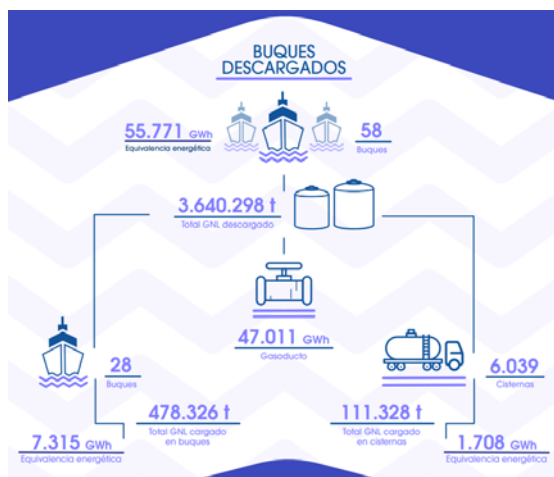 BUQUES
DESCARGADOS
55.771 GWh
Equivalencia energética
58
Buques
3.640.298 t
Total GNL descargado
47.011 GWh
Gasoducto
28
Buques
6.039
Cisternas
478.326 t
Total GNL cargado
en buques
111.328 t
Total GNL cargado
en cisternas
7.315 GWh
Equivalencia energética
1.708 GWh
Equivalencia energética